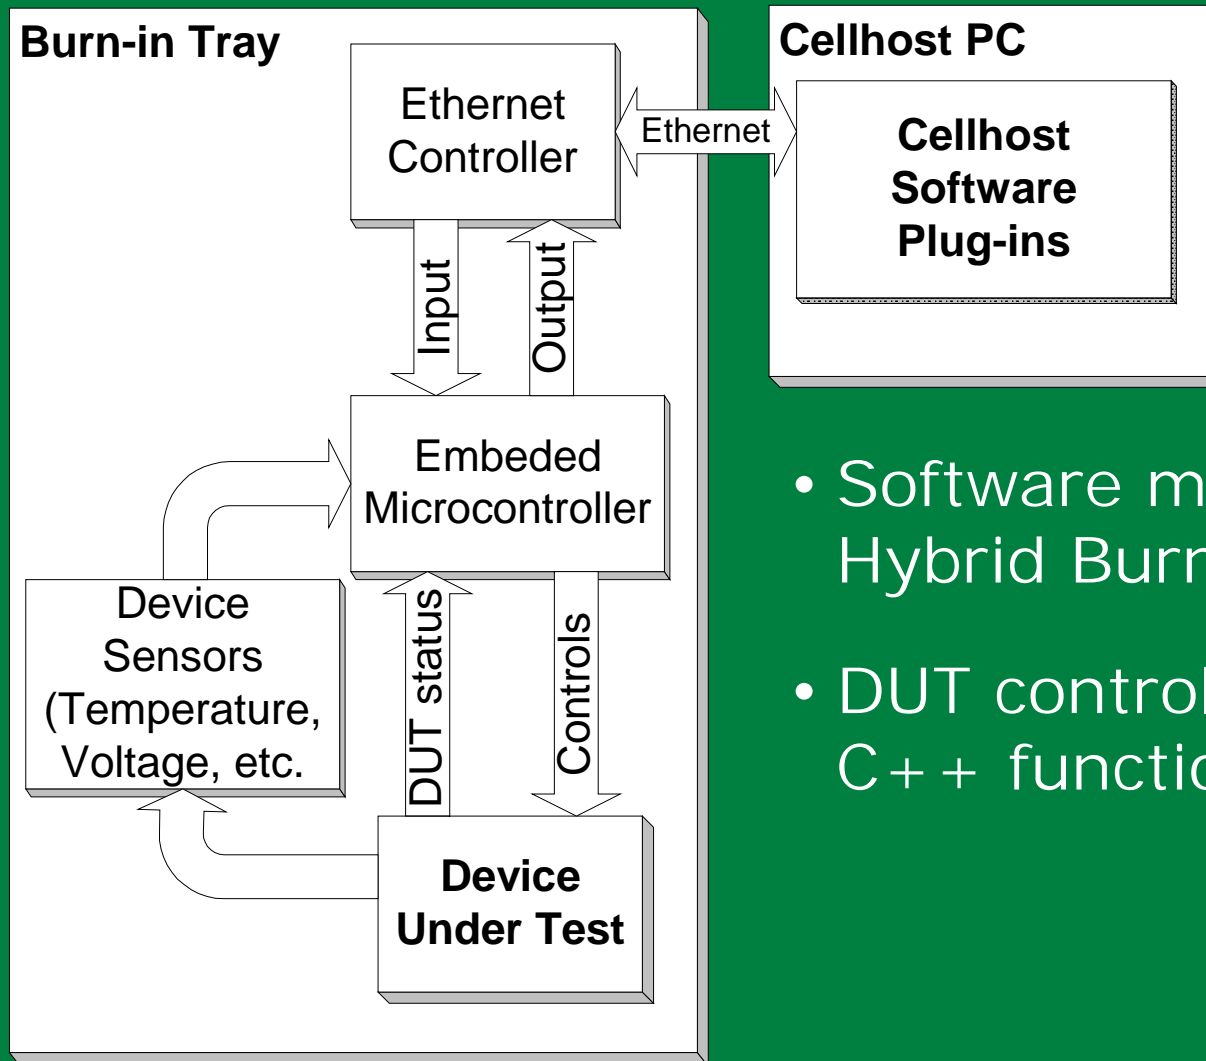 Burn-in Tray
Ethernet
Controller
Ethernet
Input
Output
Embeded
Microcontroller
Device
Sensors
(Temperature,
Voltage, etc.
DUT status
Controls
Device
Under Test
Cellhost PC
Cellhost
Software
Plug-ins
• Software m
Hybrid Burn
• DUT control
C++ functio